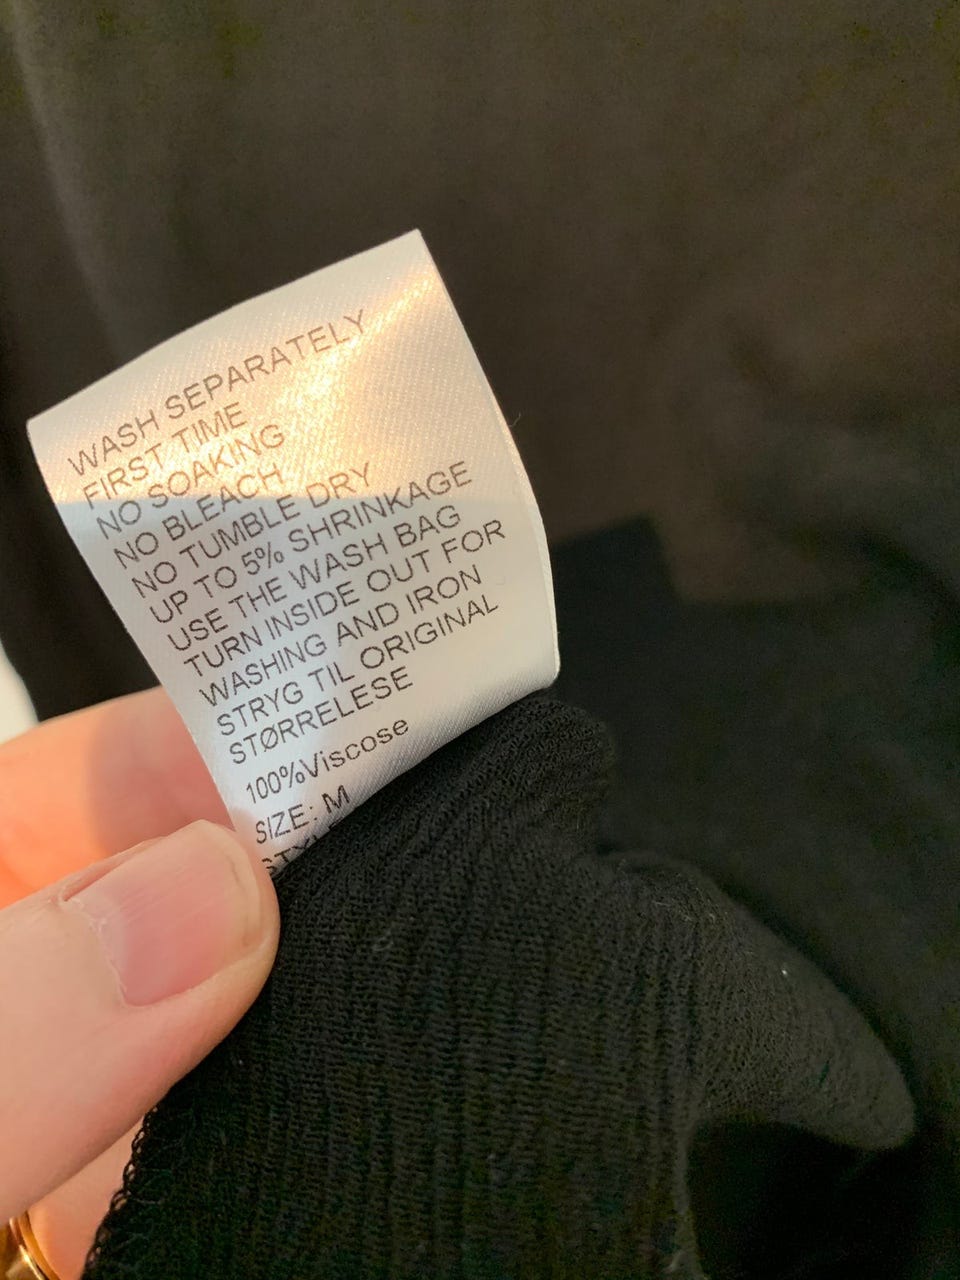 WASH SEPARATELY
FIRST TIME
NO SOAKING
NO BLEACH
NO TUMBLE DRY
UP TO 5% SHRINKAGE
USE THE WASH BAG
TURN INSIDE OUT FOR
WASHING AND IRON
STRYG TIL ORIGINAL
STØRRELESE
100%Viscose
SIZE: M